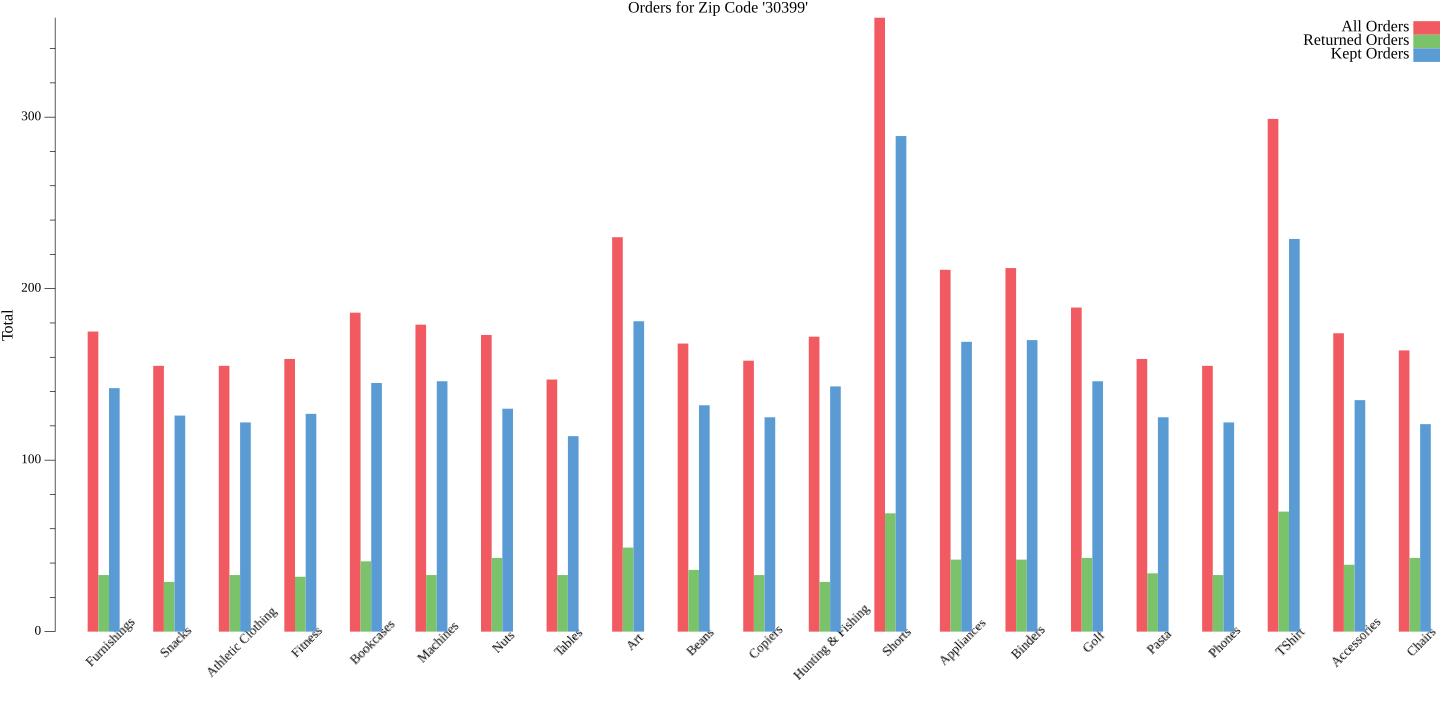 Orders for Zip Code '30399'
All Orders
Returned Orders
Kept Orders
Total
300
200
100
0
Furnishings
Snacks
Athletic Clothing
Fitness
Bookcases
Machines
Nuts
Tables
Art
Beans
Copiers
Hunting & Fishing
Shorts
Appliances
Binders
Golf
Pasta
Phones
TShirt
Accessories
Chairs